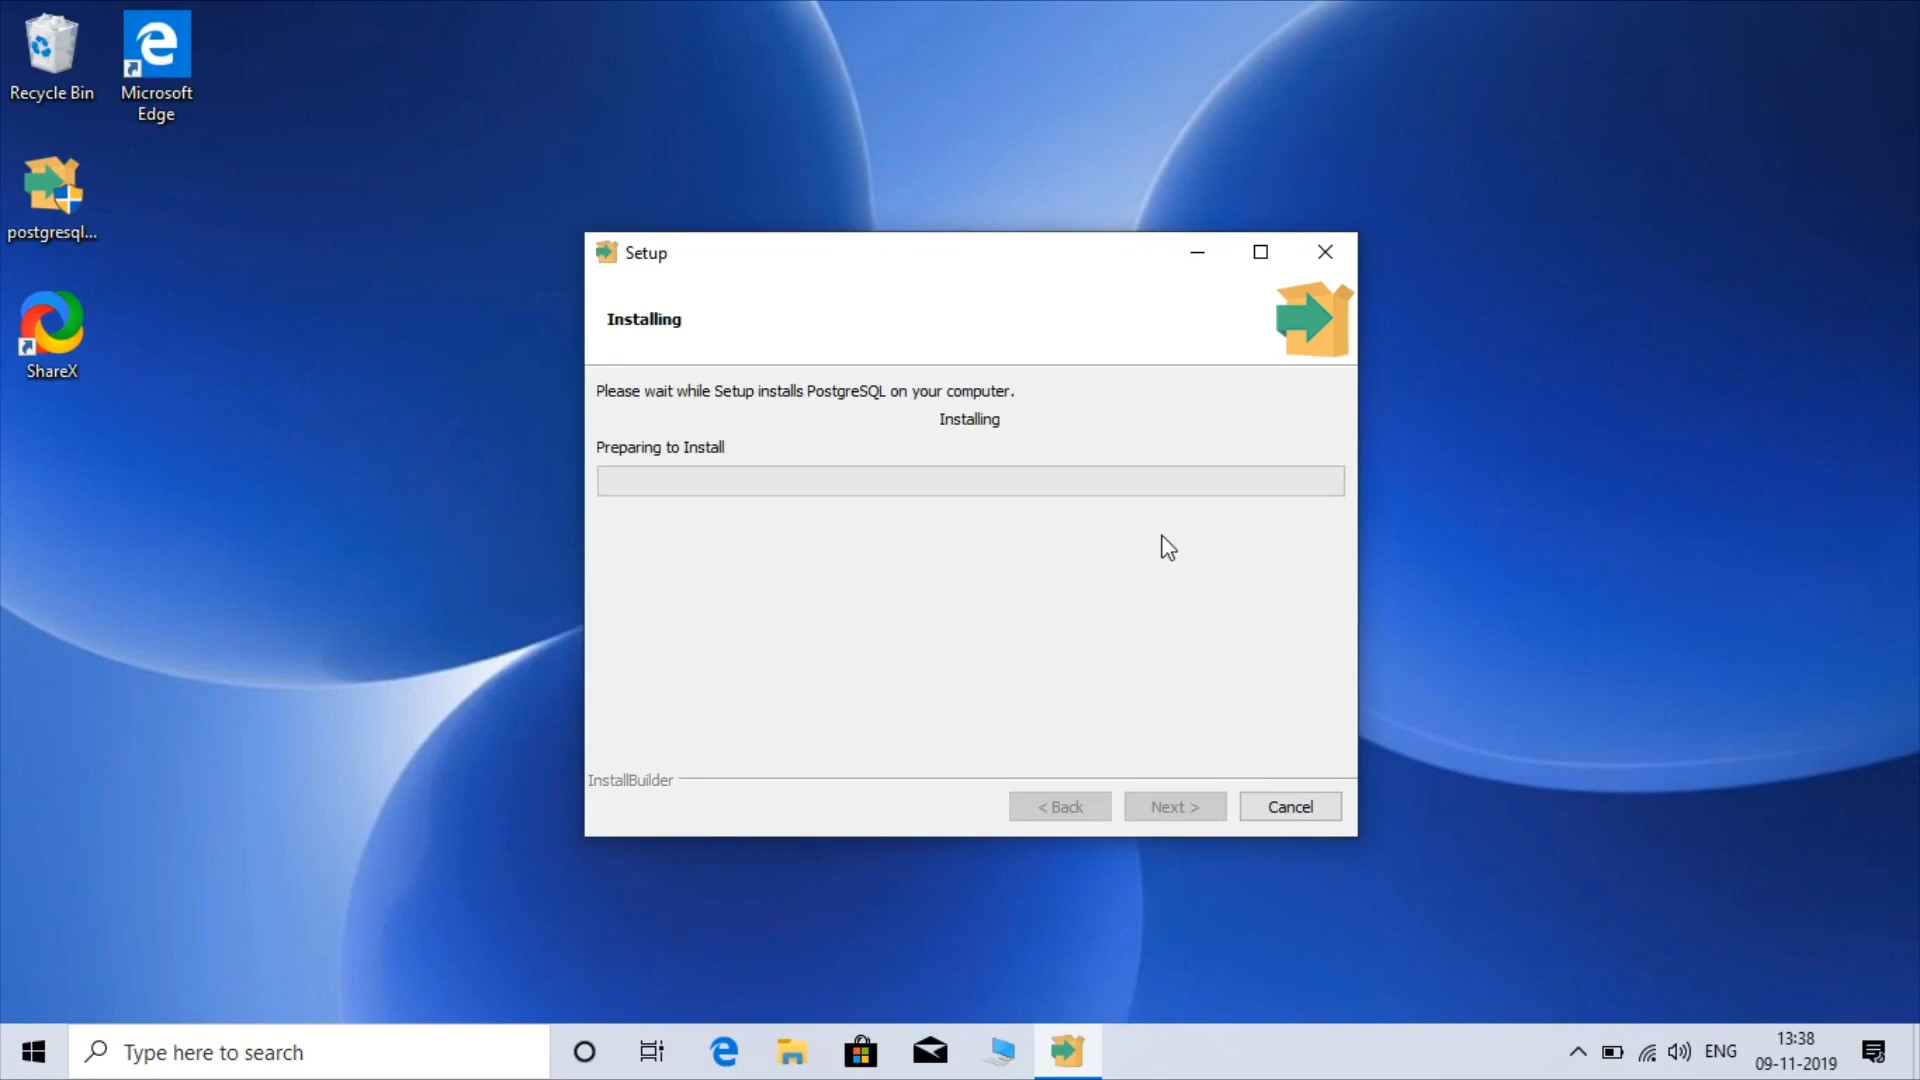 Recycle Bin
Microsoft
Edge
postgresql...
ShareX
Setup
Installing
Please wait while Setup installs PostgreSQL on your computer.
Installing
Preparing to Install
InstallBuilder
< Back
Next >
Cancel
Type here to search
ENG
13:38
09-11-2019